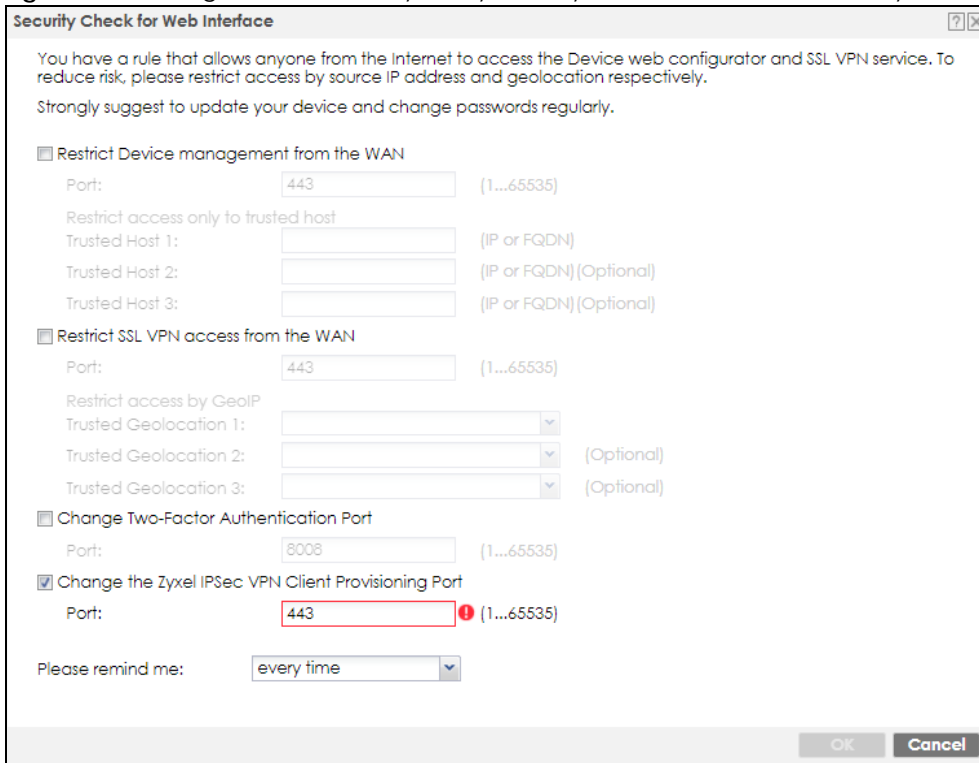 Security Check for Web Interface
You have a rule that allows anyone from the Internet to access the Device web configurator and SSL VPN service. To
reduce risk, please restrict access by source IP address and geolocation respectively.
Strongly suggest to update your device and change passwords regularly.
Restrict Device management from the WAN
Port: 443 (1...65535)
Restrict access only to trusted host
Trusted Host 1: (IP or FQDN)
Trusted Host 2: (IP or FQDN)(Optional)
Trusted Host 3: (IP or FQDN)(Optional)
Restrict SSL VPN access from the WAN
Port: 443 (1...65535)
Restrict access by GeoIP
Trusted Geolocation 1:
Trusted Geolocation 2: (Optional)
Trusted Geolocation 3: (Optional)
Change Two-Factor Authentication Port
Port: 8008 (1...65535)
Change the Zyxel IPSec VPN Client Provisioning Port
Port: 443 (1...65535)
Please remind me: every time
OK Cancel